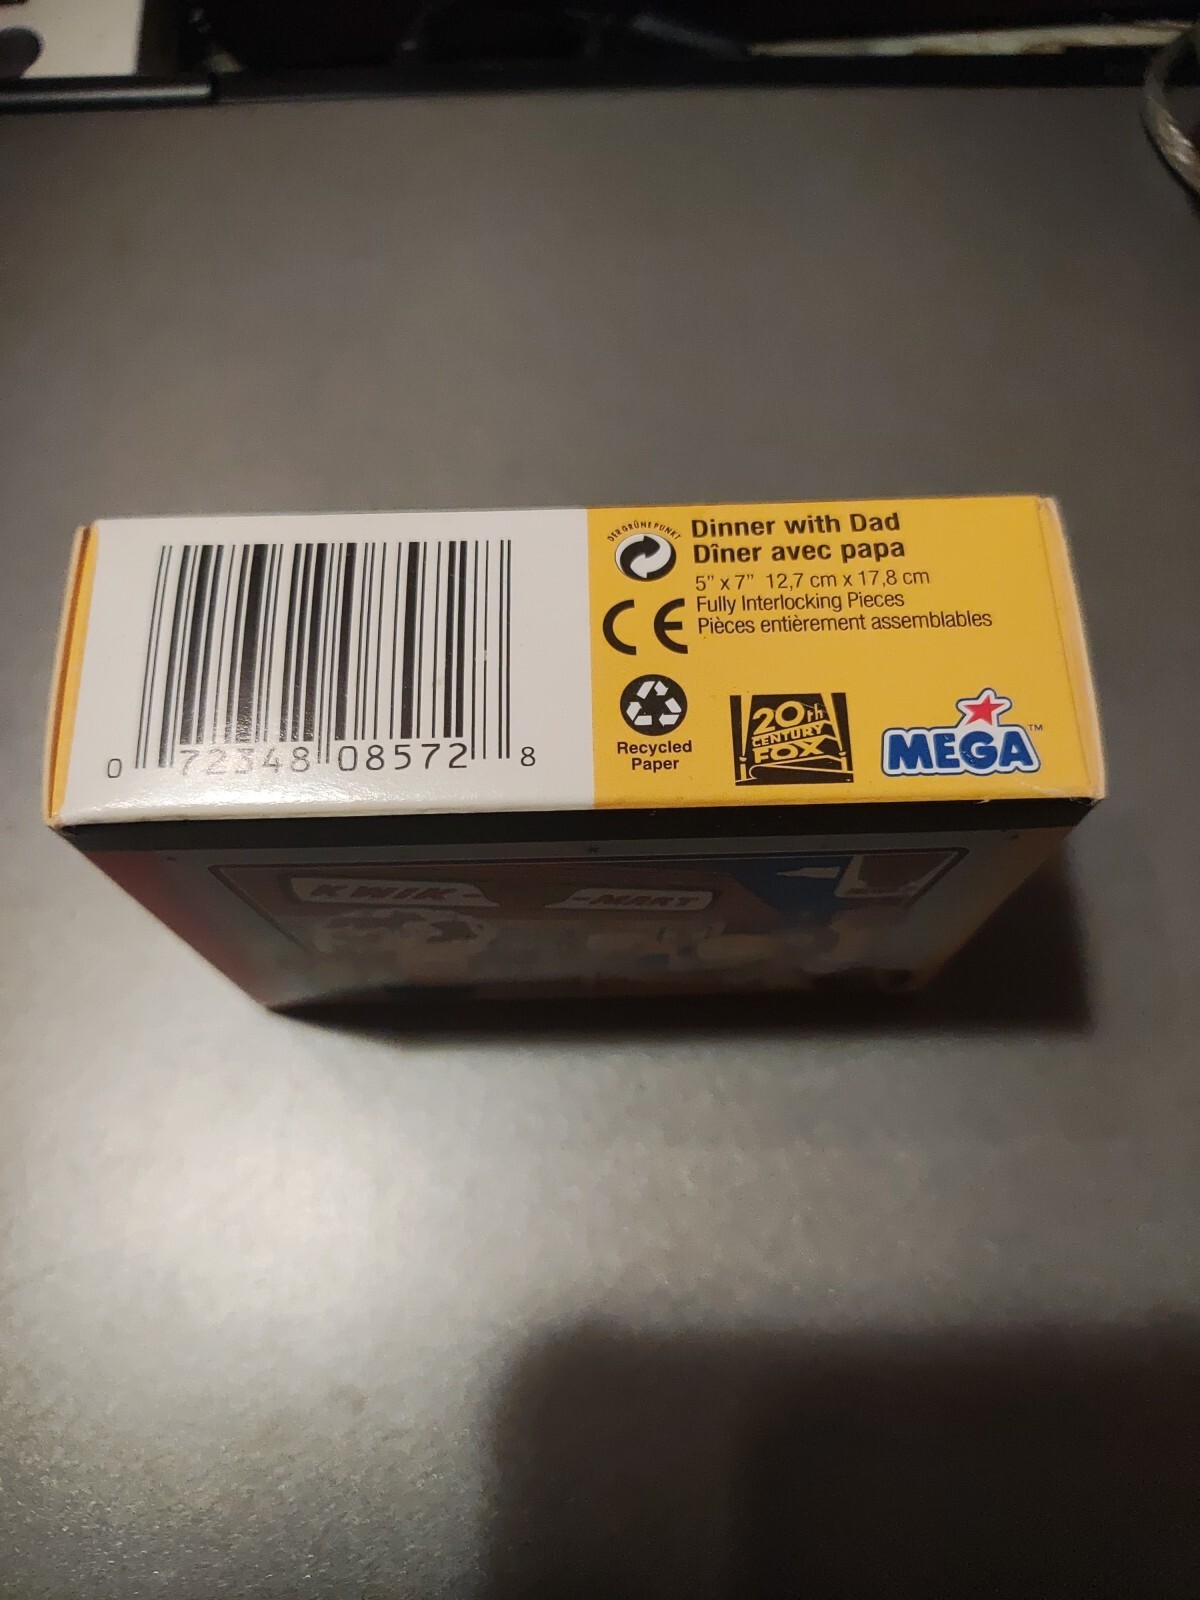 DER GRÜNE PUNKT
Dinner with Dad
Dîner avec papa
5" x 7" 12,7 cm x 17,8 cm
Fully Interlocking Pieces
Pièces entièrement assemblables
CE
Recycled
Paper
20th
CENTURY
FOX
MEGA™
0 72348 08572 8
KWIK-
-MART